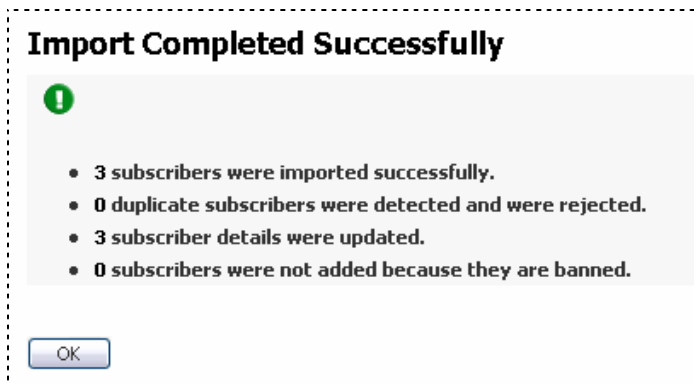 Import Completed Successfully
• 3 subscribers were imported successfully.
• 0 duplicate subscribers were detected and were rejected.
• 3 subscriber details were updated.
• 0 subscribers were not added because they are banned.
OK